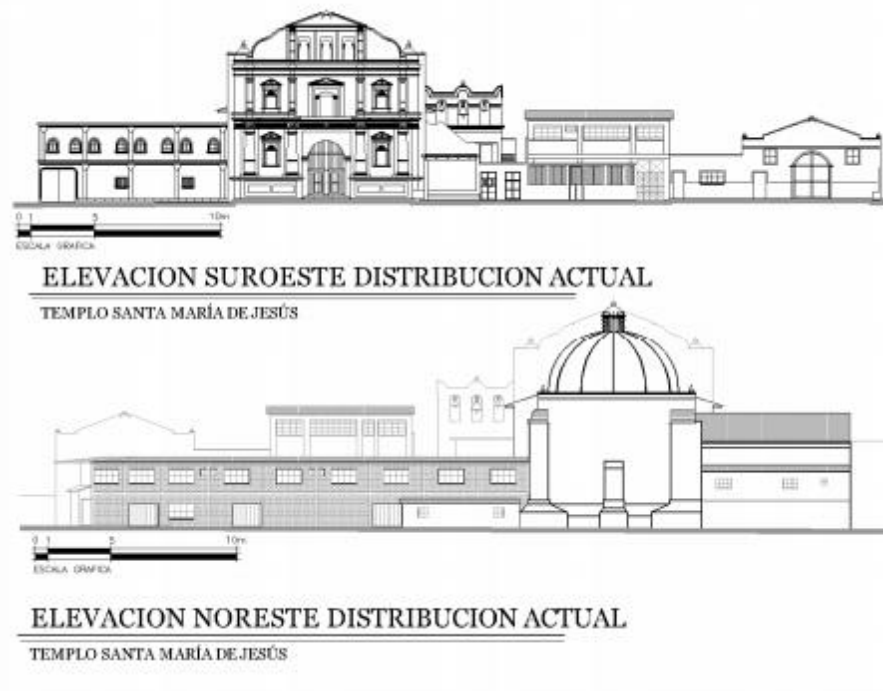 0 1 5 10m
ESCALA GRAFICA
ELEVACION SUROESTE DISTRIBUCION ACTUAL
TEMPLO SANTA MARÍA DE JESÚS
0 1 5 10m
ESCALA GRAFICA
ELEVACION NORESTE DISTRIBUCION ACTUAL
TEMPLO SANTA MARÍA DE JESÚS